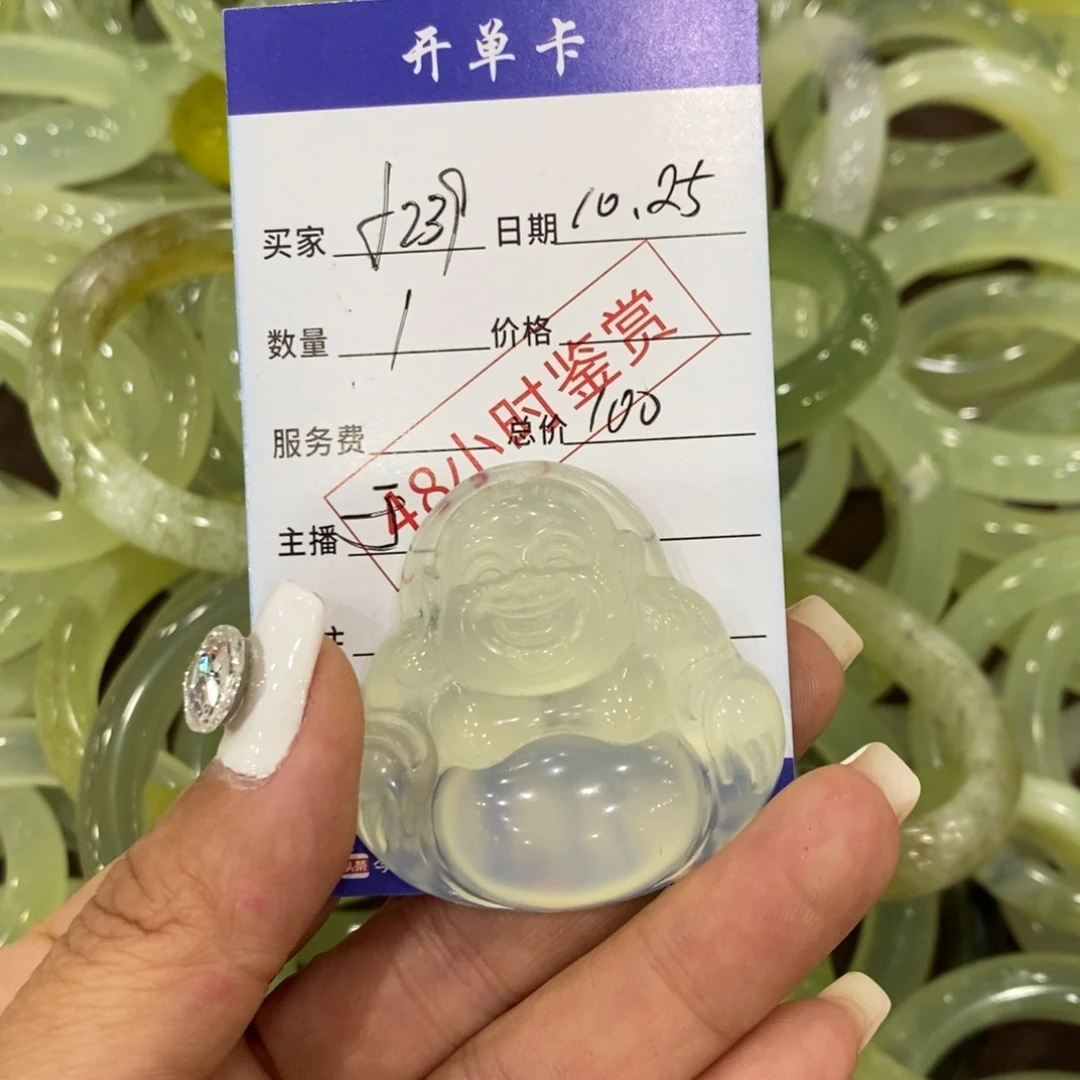 开单卡
买家 日期 10.25
数量 1 价格
服务费 总价 100
48小时鉴赏
主播